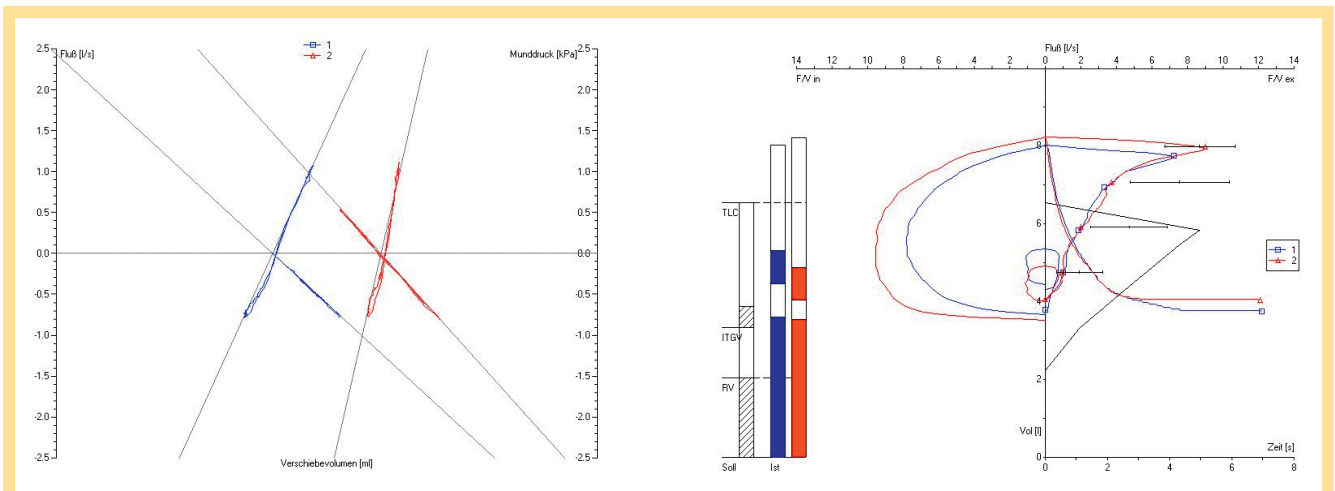 2.5 Fluß [l/s]
1
2
Munddruck [kPa] 2.5
2.0 2.0
1.5 1.5
1.0 1.0
0.5 0.5
0.0 0.0
-0.5 -0.5
-1.0 -1.0
-1.5 -1.5
-2.0 -2.0
-2.5 -2.5
Verschiebevolumen [ml]
TLC
ITGV
RV
Soll Ist
Fluß [l/s]
14 12 10 8 6 4 2 0 2 4 6 8 10 12 14
F/V in F/V ex
8
6
4
2
0
Vol [l]
Zeit [s]
0 2 4 6 8
1
2